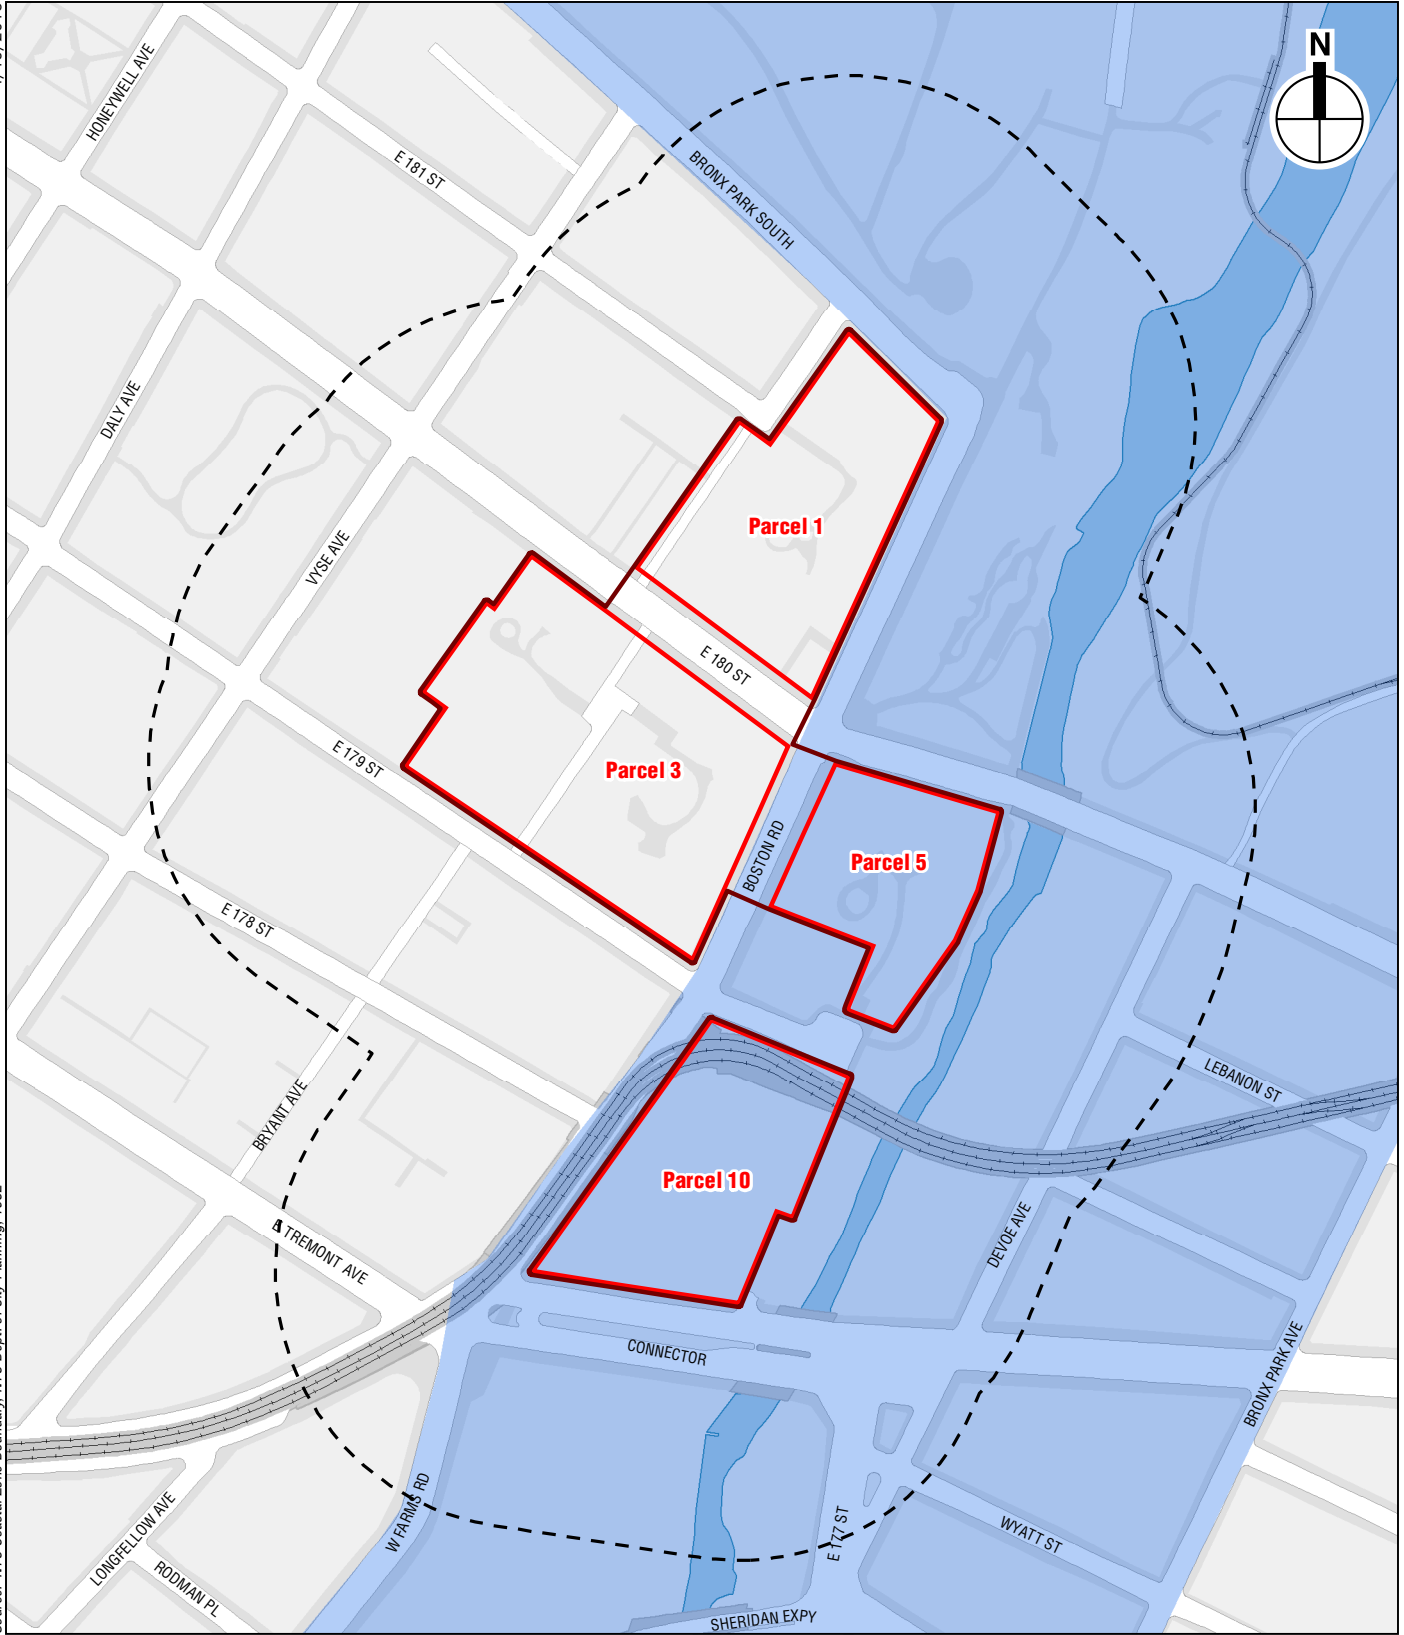 N
HONEYWELL AVE
E 181 ST
BRONX PARK SOUTH
DALY AVE
VYSE AVE
Parcel 1
E 180 ST
E 179 ST
Parcel 3
BOSTON RD
Parcel 5
E 178 ST
BRYANT AVE
LEBANON ST
Parcel 10
E TREMONT AVE
DEVOE AVE
CONNECTOR
BRONX PARK AVE
W FARMS RD
LONGFELLOW AVE
RODMAN PL
E 177 ST
WYATT ST
SHERIDAN EXPY